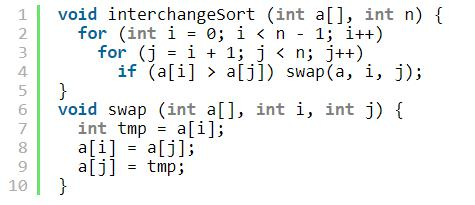 1 void interchangeSort (int a[], int n) {
2 for (int i = 0; i < n - 1; i++)
3 for (j = i + 1; j < n; j++)
4 if (a[i] > a[j]) swap(a, i, j);
5 }
6 void swap (int a[], int i, int j) {
7 int tmp = a[i];
8 a[i] = a[j];
9 a[j] = tmp;
10 }